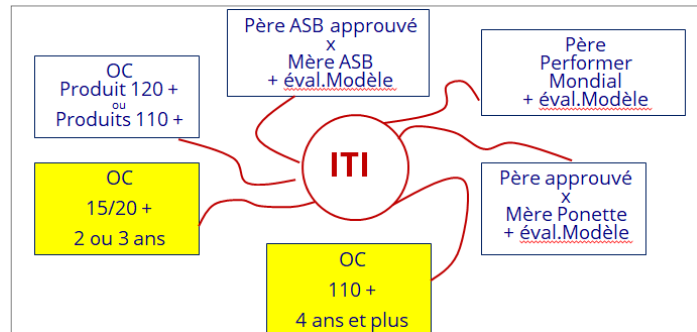 Père ASB approuvé
x
Mère ASB
+ éval.Modèle
Père
Performer
Mondial
+ éval.Modèle
OC
Produit 120 +
ou
Produits 110 +
ITI
OC
15/20 +
2 ou 3 ans
Père approuvé
x
Mère Ponette
+ éval.Modèle
OC
110 +
4 ans et plus